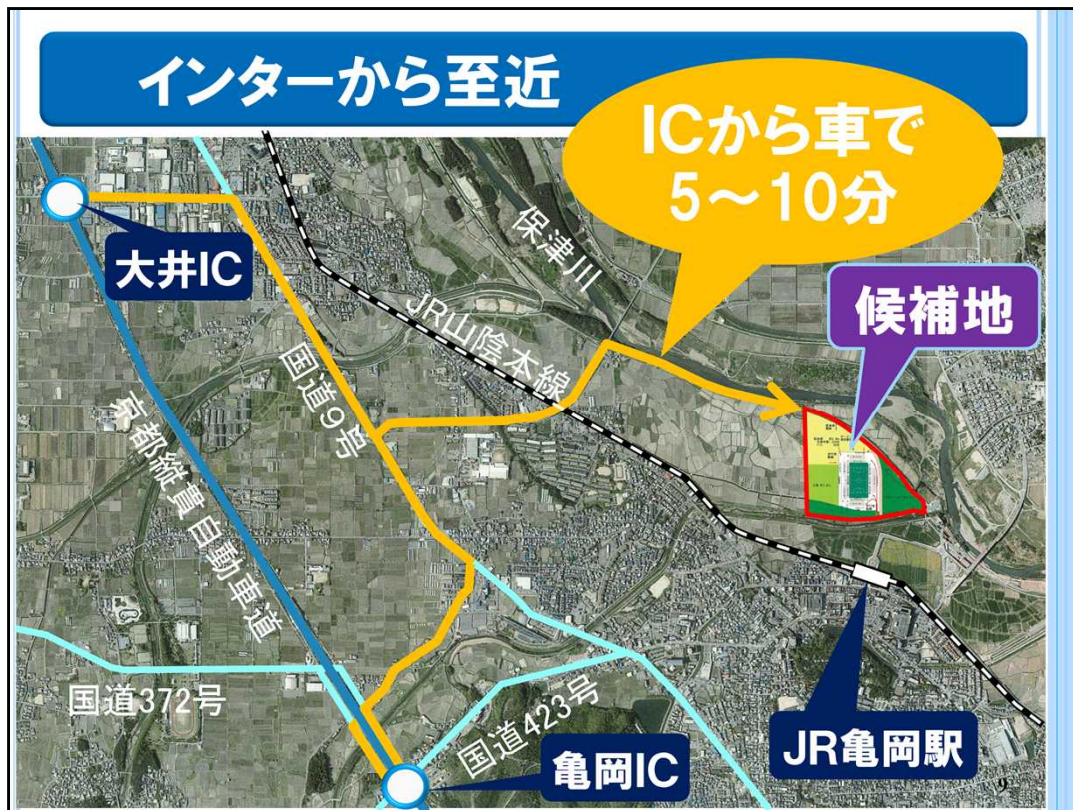 インターから至近
ICから車で
5～10分
大井IC
保津川
候補地
JR山陰本線
国道9号
京都縦貫自動車道
国道372号
国道423号
亀岡IC
JR亀岡駅
9